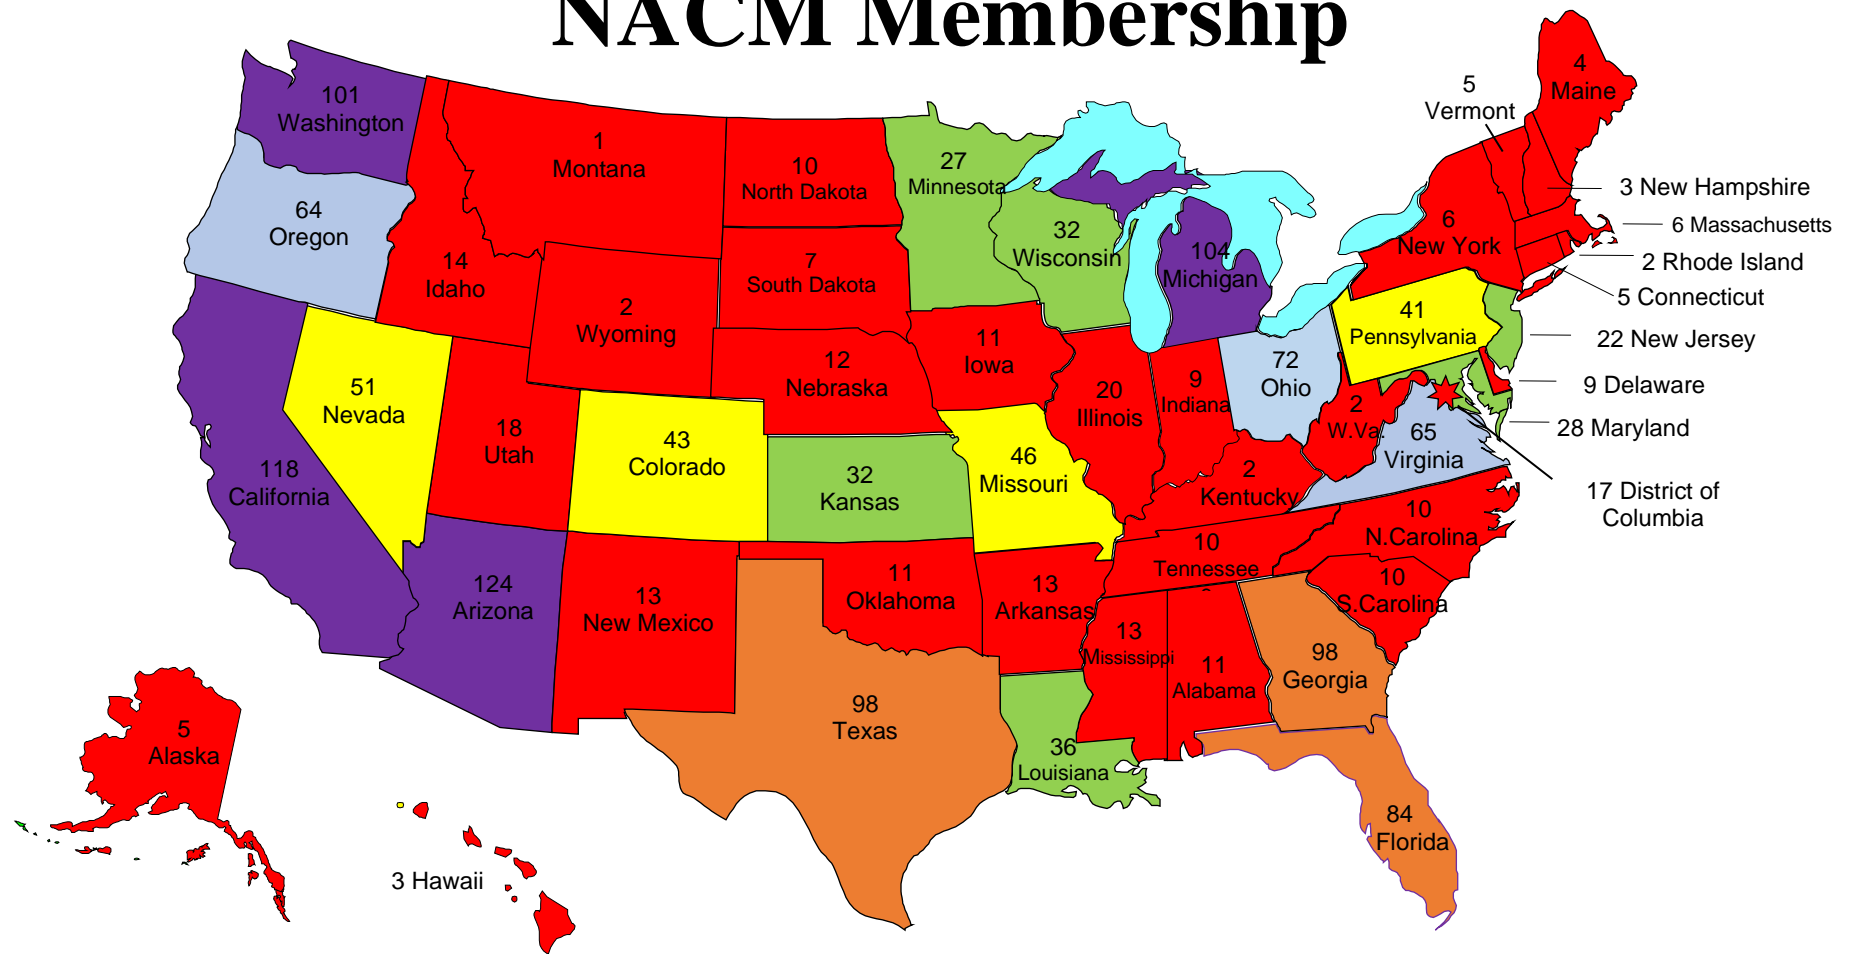 NACM Membership
101
Washington
64
Oregon
118
California
51
Nevada
14
Idaho
1
Montana
2
Wyoming
18
Utah
43
Colorado
124
Arizona
13
New Mexico
10
North Dakota
7
South Dakota
12
Nebraska
32
Kansas
11
Oklahoma
98
Texas
27
Minnesota
11
Iowa
46
Missouri
13
Arkansas
36
Louisiana
32
Wisconsin
20
Illinois
104
Michigan
9
Indiana
72
Ohio
2
Kentucky
10
Tennessee
13
Mississippi
11
Alabama
98
Georgia
84
Florida
10
S.Carolina
10
N.Carolina
65
Virginia
2
W.Va.
41
Pennsylvania
6
New York
5
Vermont
4
Maine
3 New Hampshire
6 Massachusetts
2 Rhode Island
5 Connecticut
22 New Jersey
9 Delaware
28 Maryland
17 District of
Columbia
5
Alaska
3 Hawaii